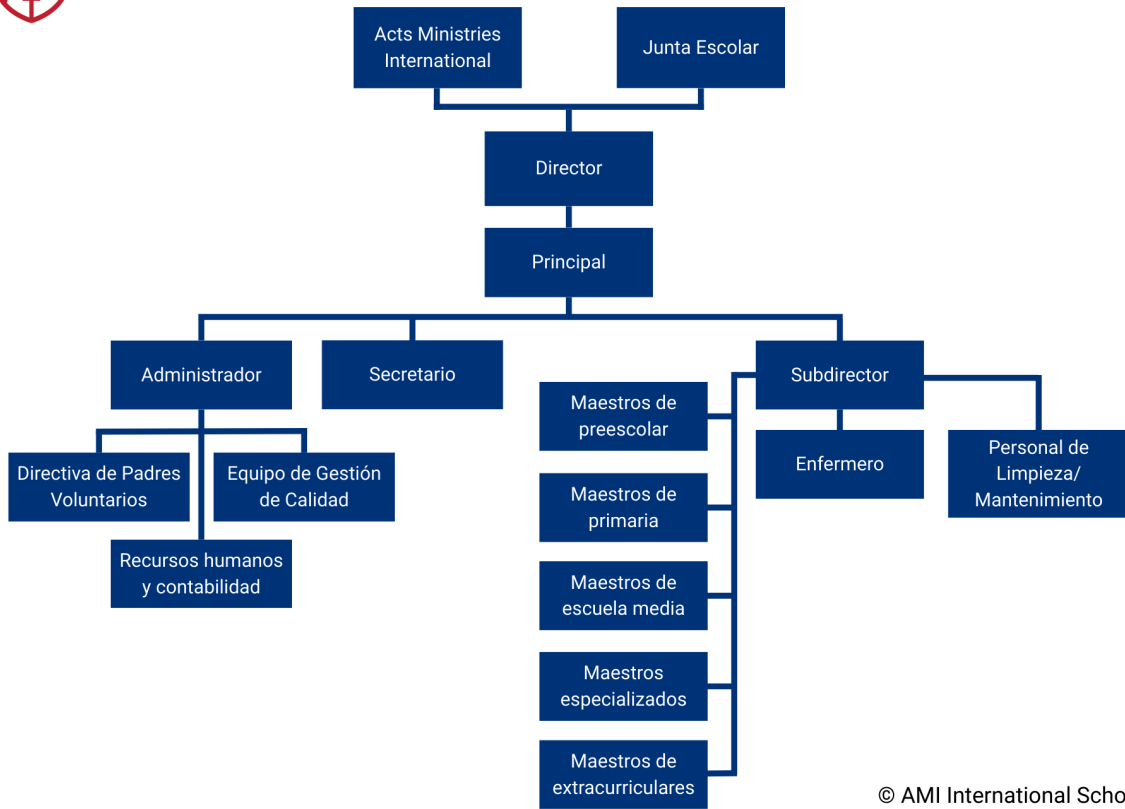 Acts Ministries
International
Junta Escolar
Director
Principal
Administrador
Secretario
Subdirector
Directiva de Padres
Voluntarios
Equipo de Gestión
de Calidad
Recursos humanos
y contabilidad
Maestros de
preescolar
Maestros de
primaria
Maestros de
escuela media
Maestros
especializados
Maestros de
extracurriculares
Enfermero
Personal de
Limpieza/
Mantenimiento
© AMI International Scho